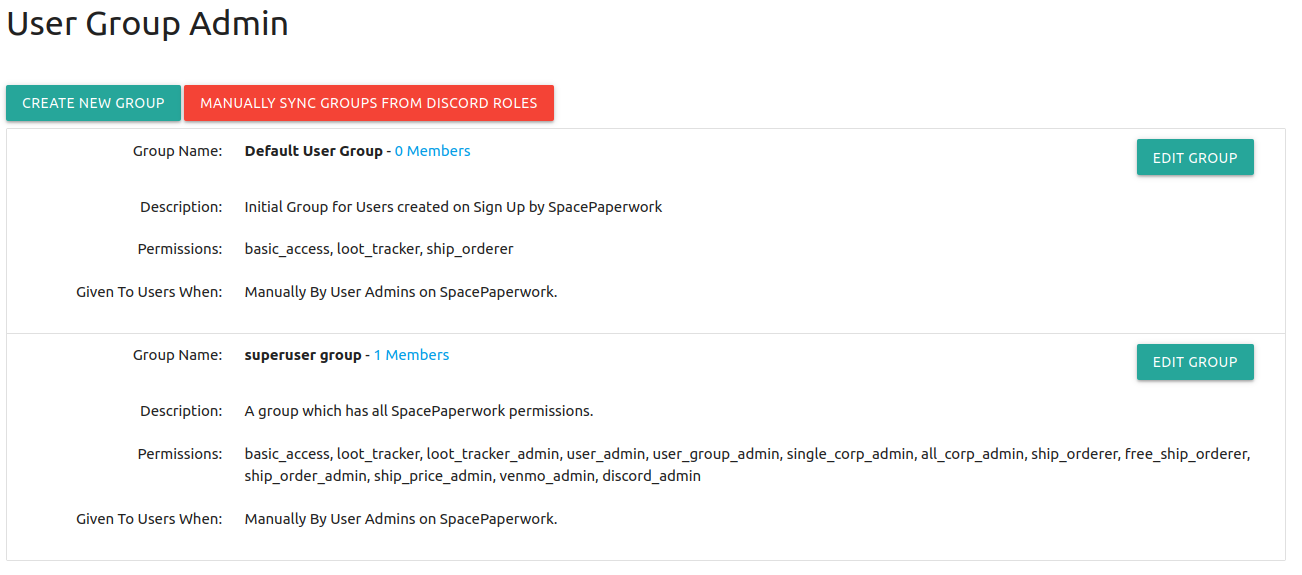 User Group Admin
CREATE NEW GROUP MANUALLY SYNC GROUPS FROM DISCORD ROLES
Group Name: Default User Group - 0 Members EDIT GROUP
Description: Initial Group for Users created on Sign Up by SpacePaperwork
Permissions: basic_access, loot_tracker, ship_orderer
Given To Users When: Manually By User Admins on SpacePaperwork.
Group Name: superuser group - 1 Members EDIT GROUP
Description: A group which has all SpacePaperwork permissions.
Permissions: basic_access, loot_tracker, loot_tracker_admin, user_admin, user_group_admin, single_corp_admin, all_corp_admin, ship_orderer, free_ship_orderer,
ship_order_admin, ship_price_admin, venmo_admin, discord_admin
Given To Users When: Manually By User Admins on SpacePaperwork.